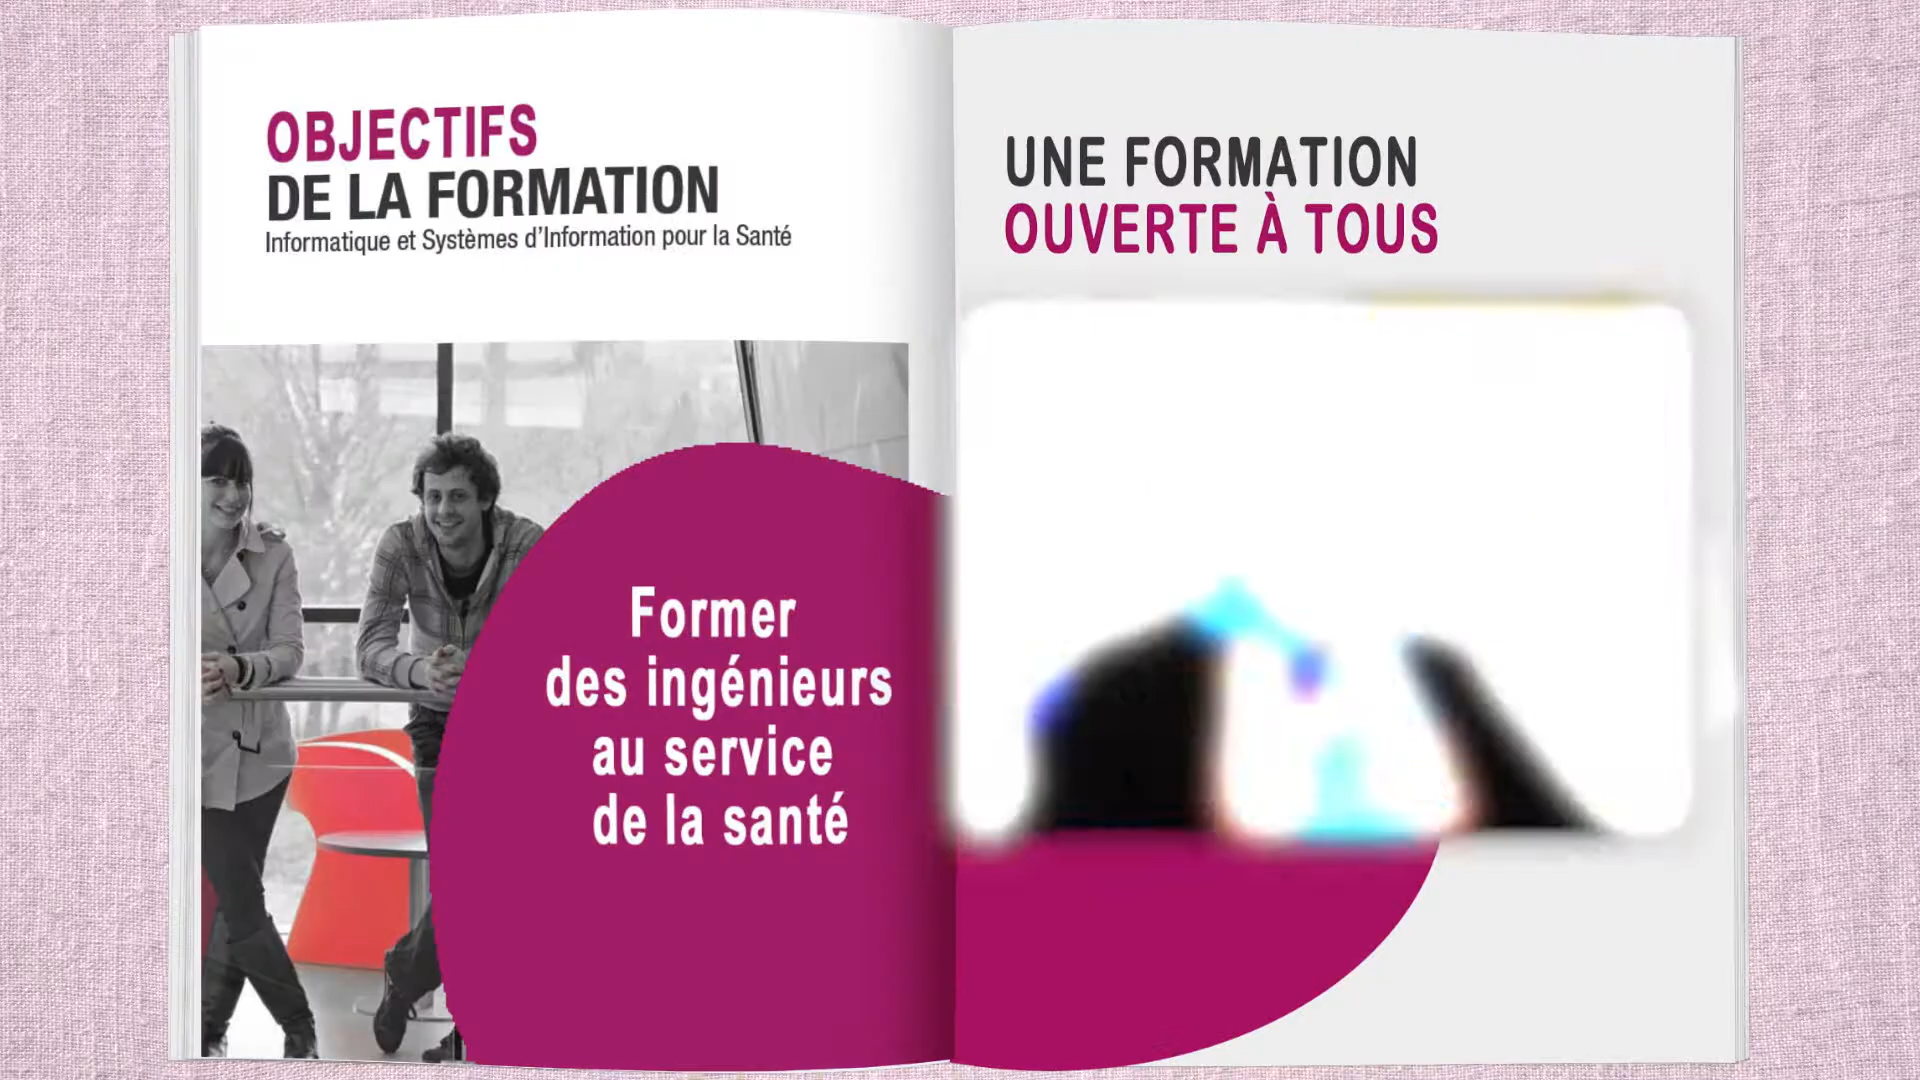 OBJECTIFS
DE LA FORMATION
Informatique et Systèmes d'Information pour la Santé
Former
des ingénieurs
au service
de la santé
UNE FORMATION
OUVERTE À TOUS